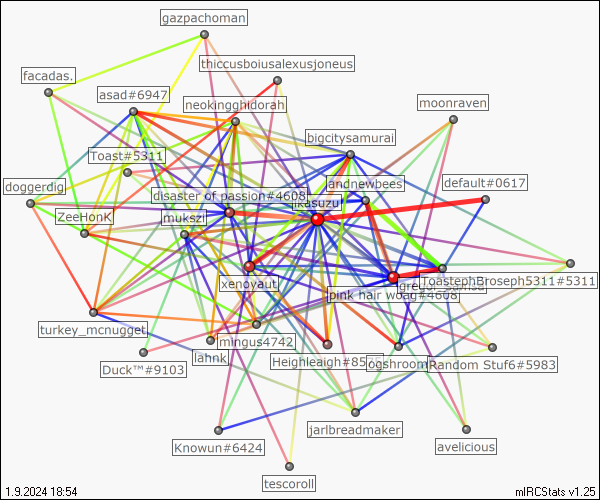 gazpachoman
thiccusboiusalexusjoneus
facadas.
asad#6947
neokingghidorah
moonraven
bigcitysamurai
Toast#5311
andnewbees
default#0617
doggerdig
disaster of passion#4608
ikasuzu
ZeeHonK
mukszi
xenoyaut
ToastephBroseph5311#5311
pink hair woag#4608
turkey_mcnugget
mingus4742
lahnk
Heighleaigh#85
ogshroom
Random Stuf6#5983
Duck™#9103
jarlbreadmaker
Knowun#6424
avelicious
tescoroll
1.9.2024 18:54
mIRCStats v1.25